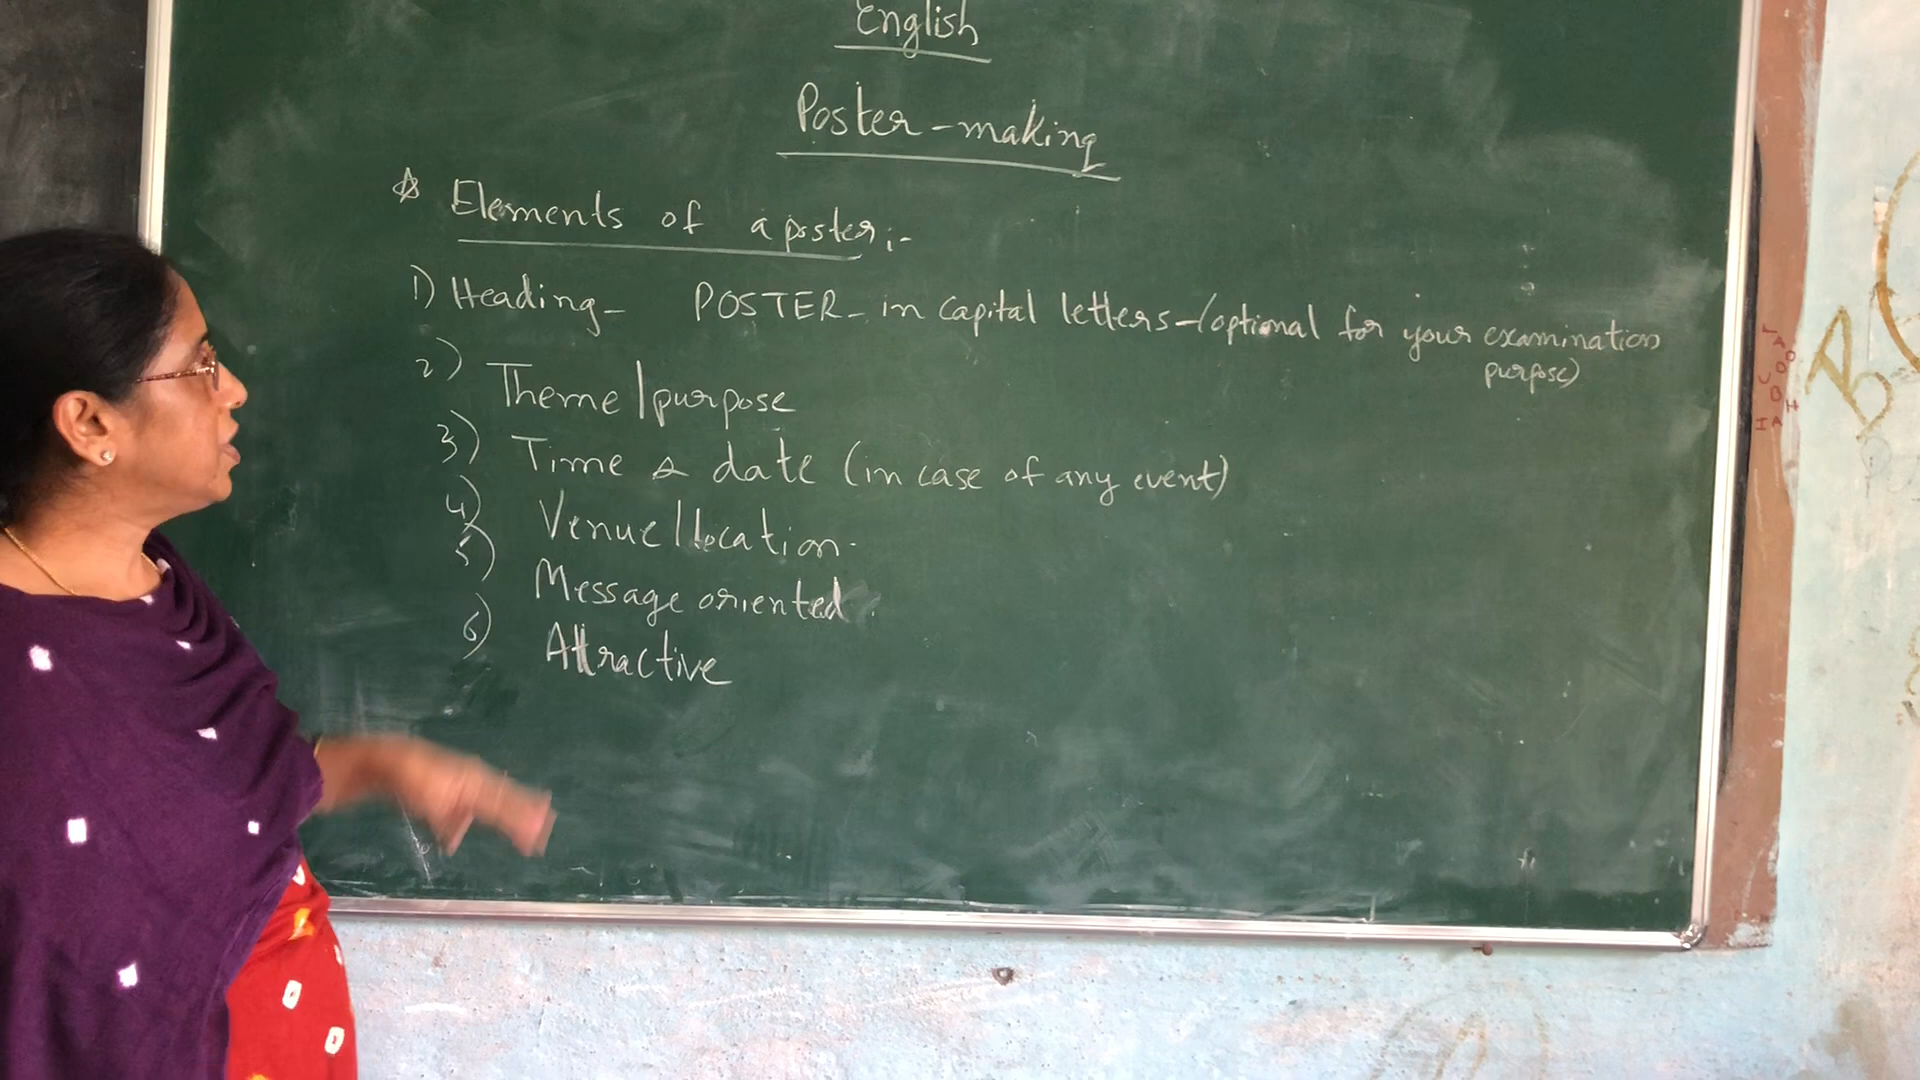 English
Poster-making
Elements of a poster:-
1) Heading- POSTER- in capital letters-(optional for your examination
purpose)
2) Theme/purpose
3) Time & date (in case of any event)
4) Venue/location.
5) Message oriented.
6) Attractive